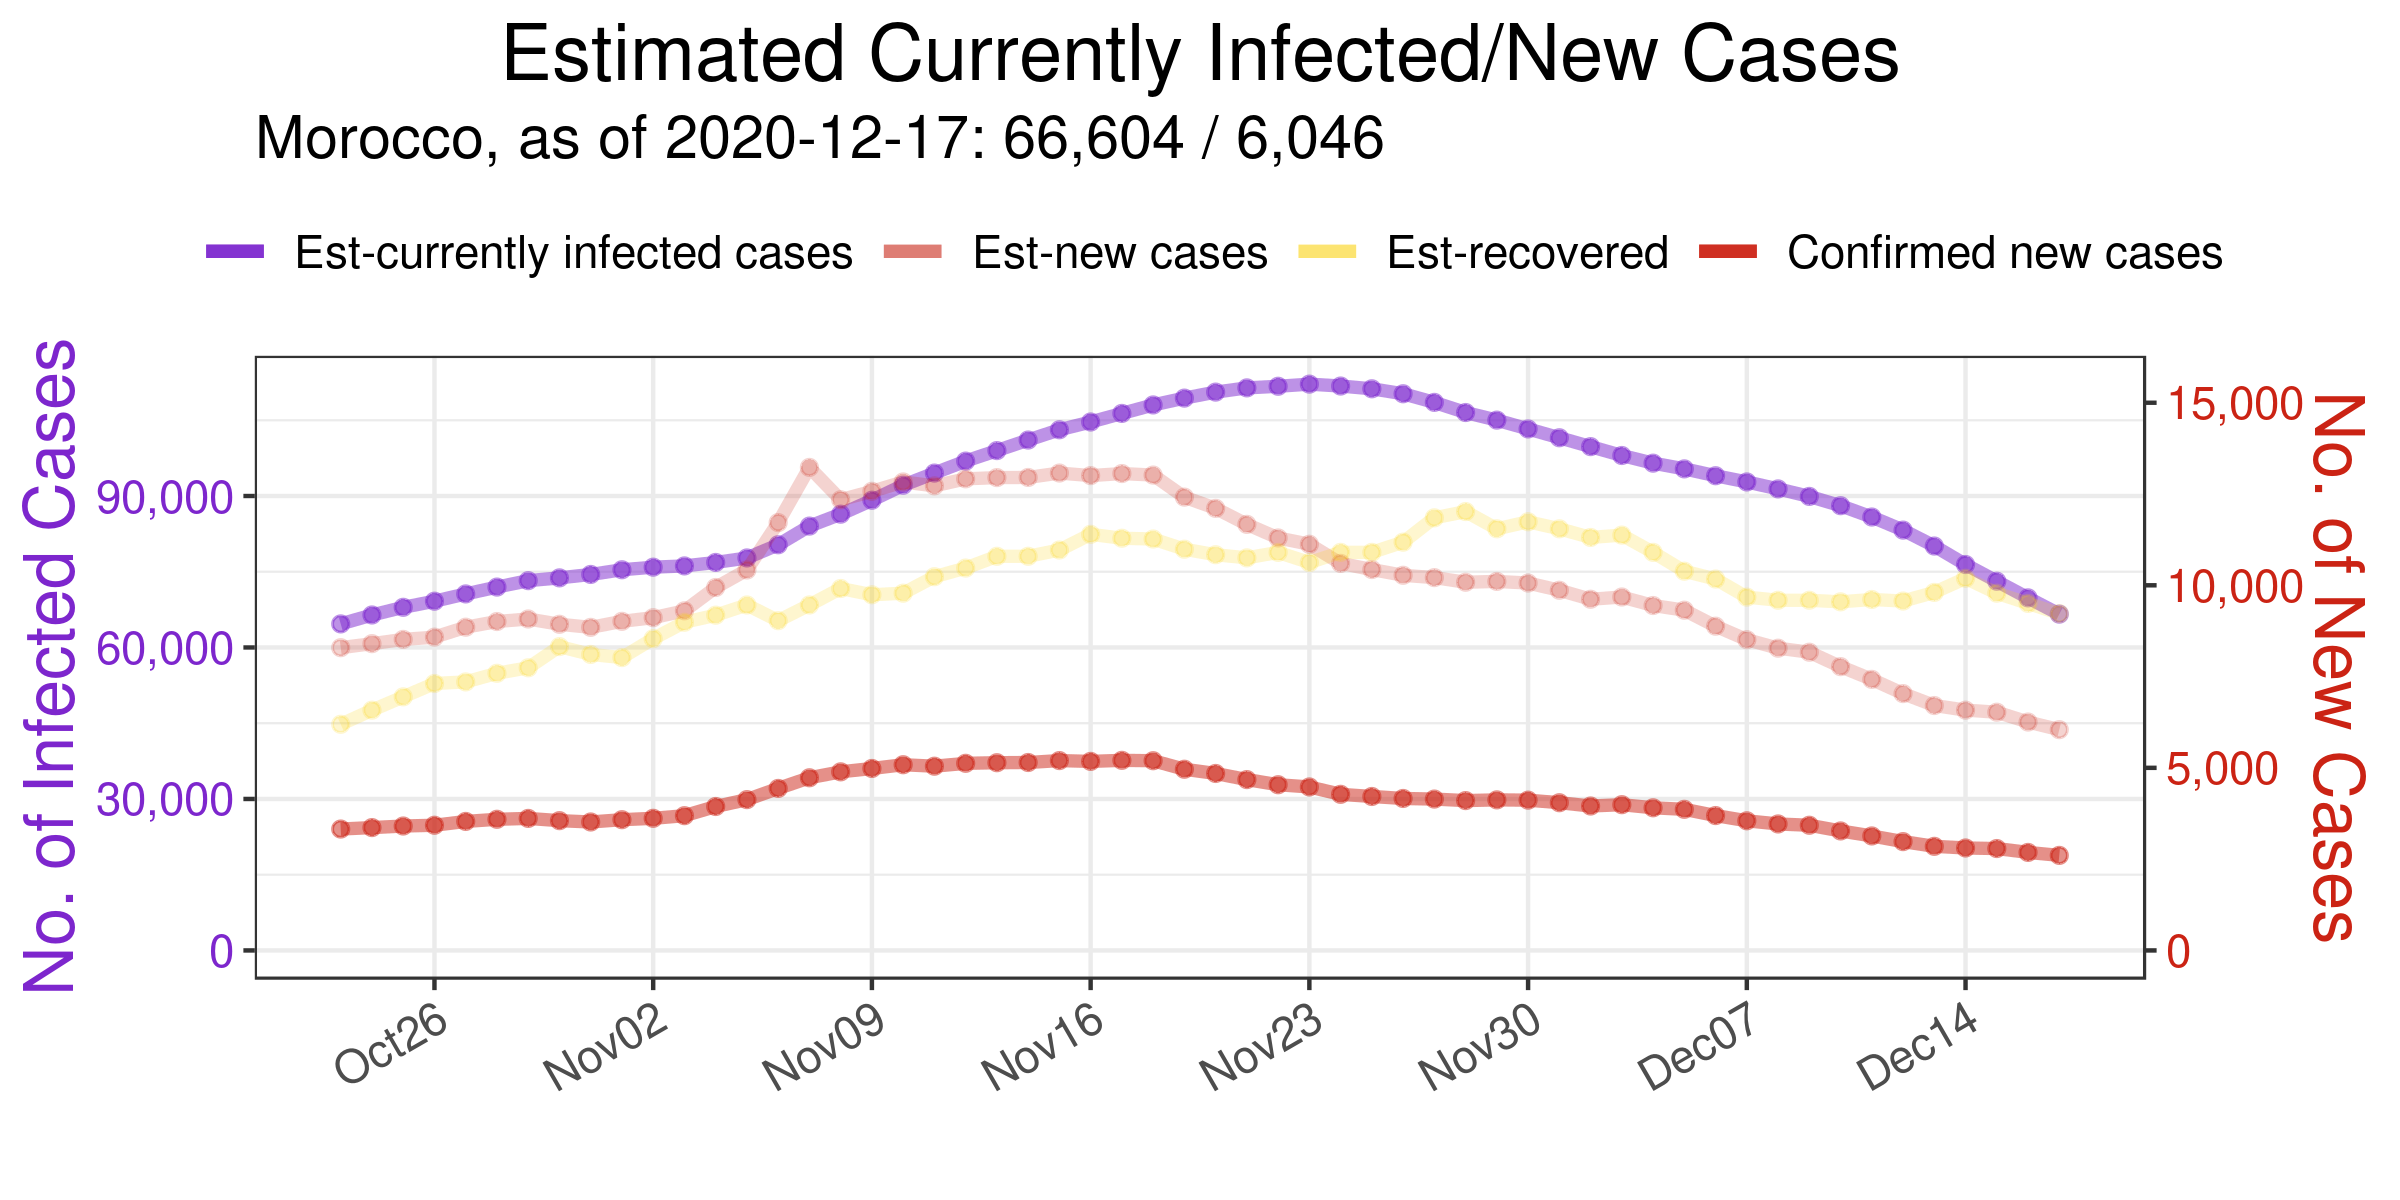 Estimated Currently Infected/New Cases
Morocco, as of 2020-12-17: 66,604 / 6,046
Est-currently infected cases Est-new cases Est-recovered Confirmed new cases
No. of Infected Cases
90,000
60,000
30,000
0
15,000
10,000
5,000
0
No. of New Cases
Oct26 Nov02 Nov09 Nov16 Nov23 Nov30 Dec07 Dec14